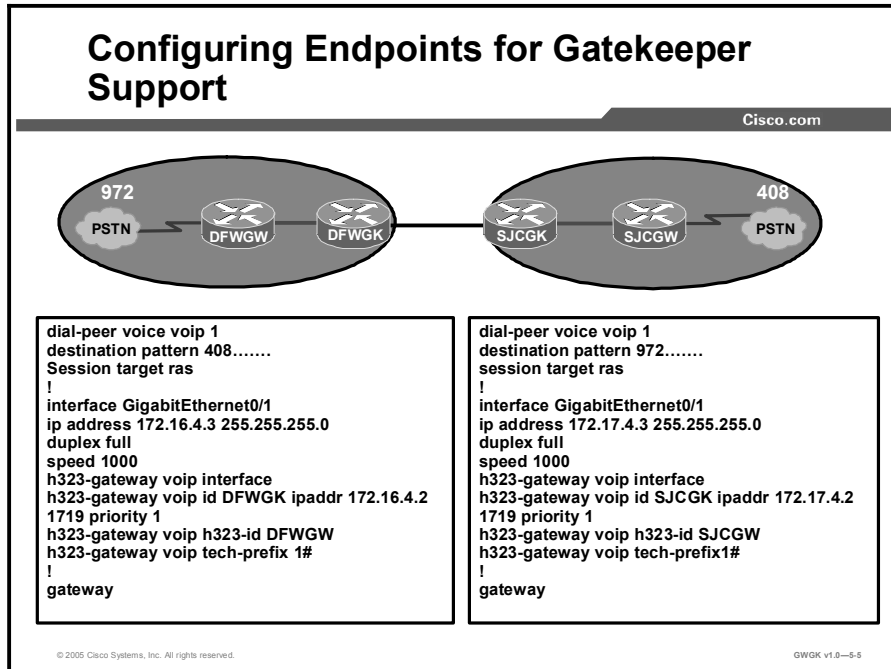 Configuring Endpoints for Gatekeeper
Support
Cisco.com
972
PSTN
DFWGW
DFWGK
SJCGK
SJCGW
408
PSTN
dial-peer voice voip 1
destination pattern 408.......
Session target ras
!
interface GigabitEthernet0/1
ip address 172.16.4.3 255.255.255.0
duplex full
speed 1000
h323-gateway voip interface
h323-gateway voip id DFWGK ipaddr 172.16.4.2
1719 priority 1
h323-gateway voip h323-id DFWGW
h323-gateway voip tech-prefix 1#
!
gateway
dial-peer voice voip 1
destination pattern 972.......
session target ras
!
interface GigabitEthernet0/1
ip address 172.17.4.3 255.255.255.0
duplex full
speed 1000
h323-gateway voip interface
h323-gateway voip id SJCGK ipaddr 172.17.4.2
1719 priority 1
h323-gateway voip h323-id SJCGW
h323-gateway voip tech-prefix1#
!
gateway
© 2005 Cisco Systems, Inc. All rights reserved.
GWGK v1.0—5-5